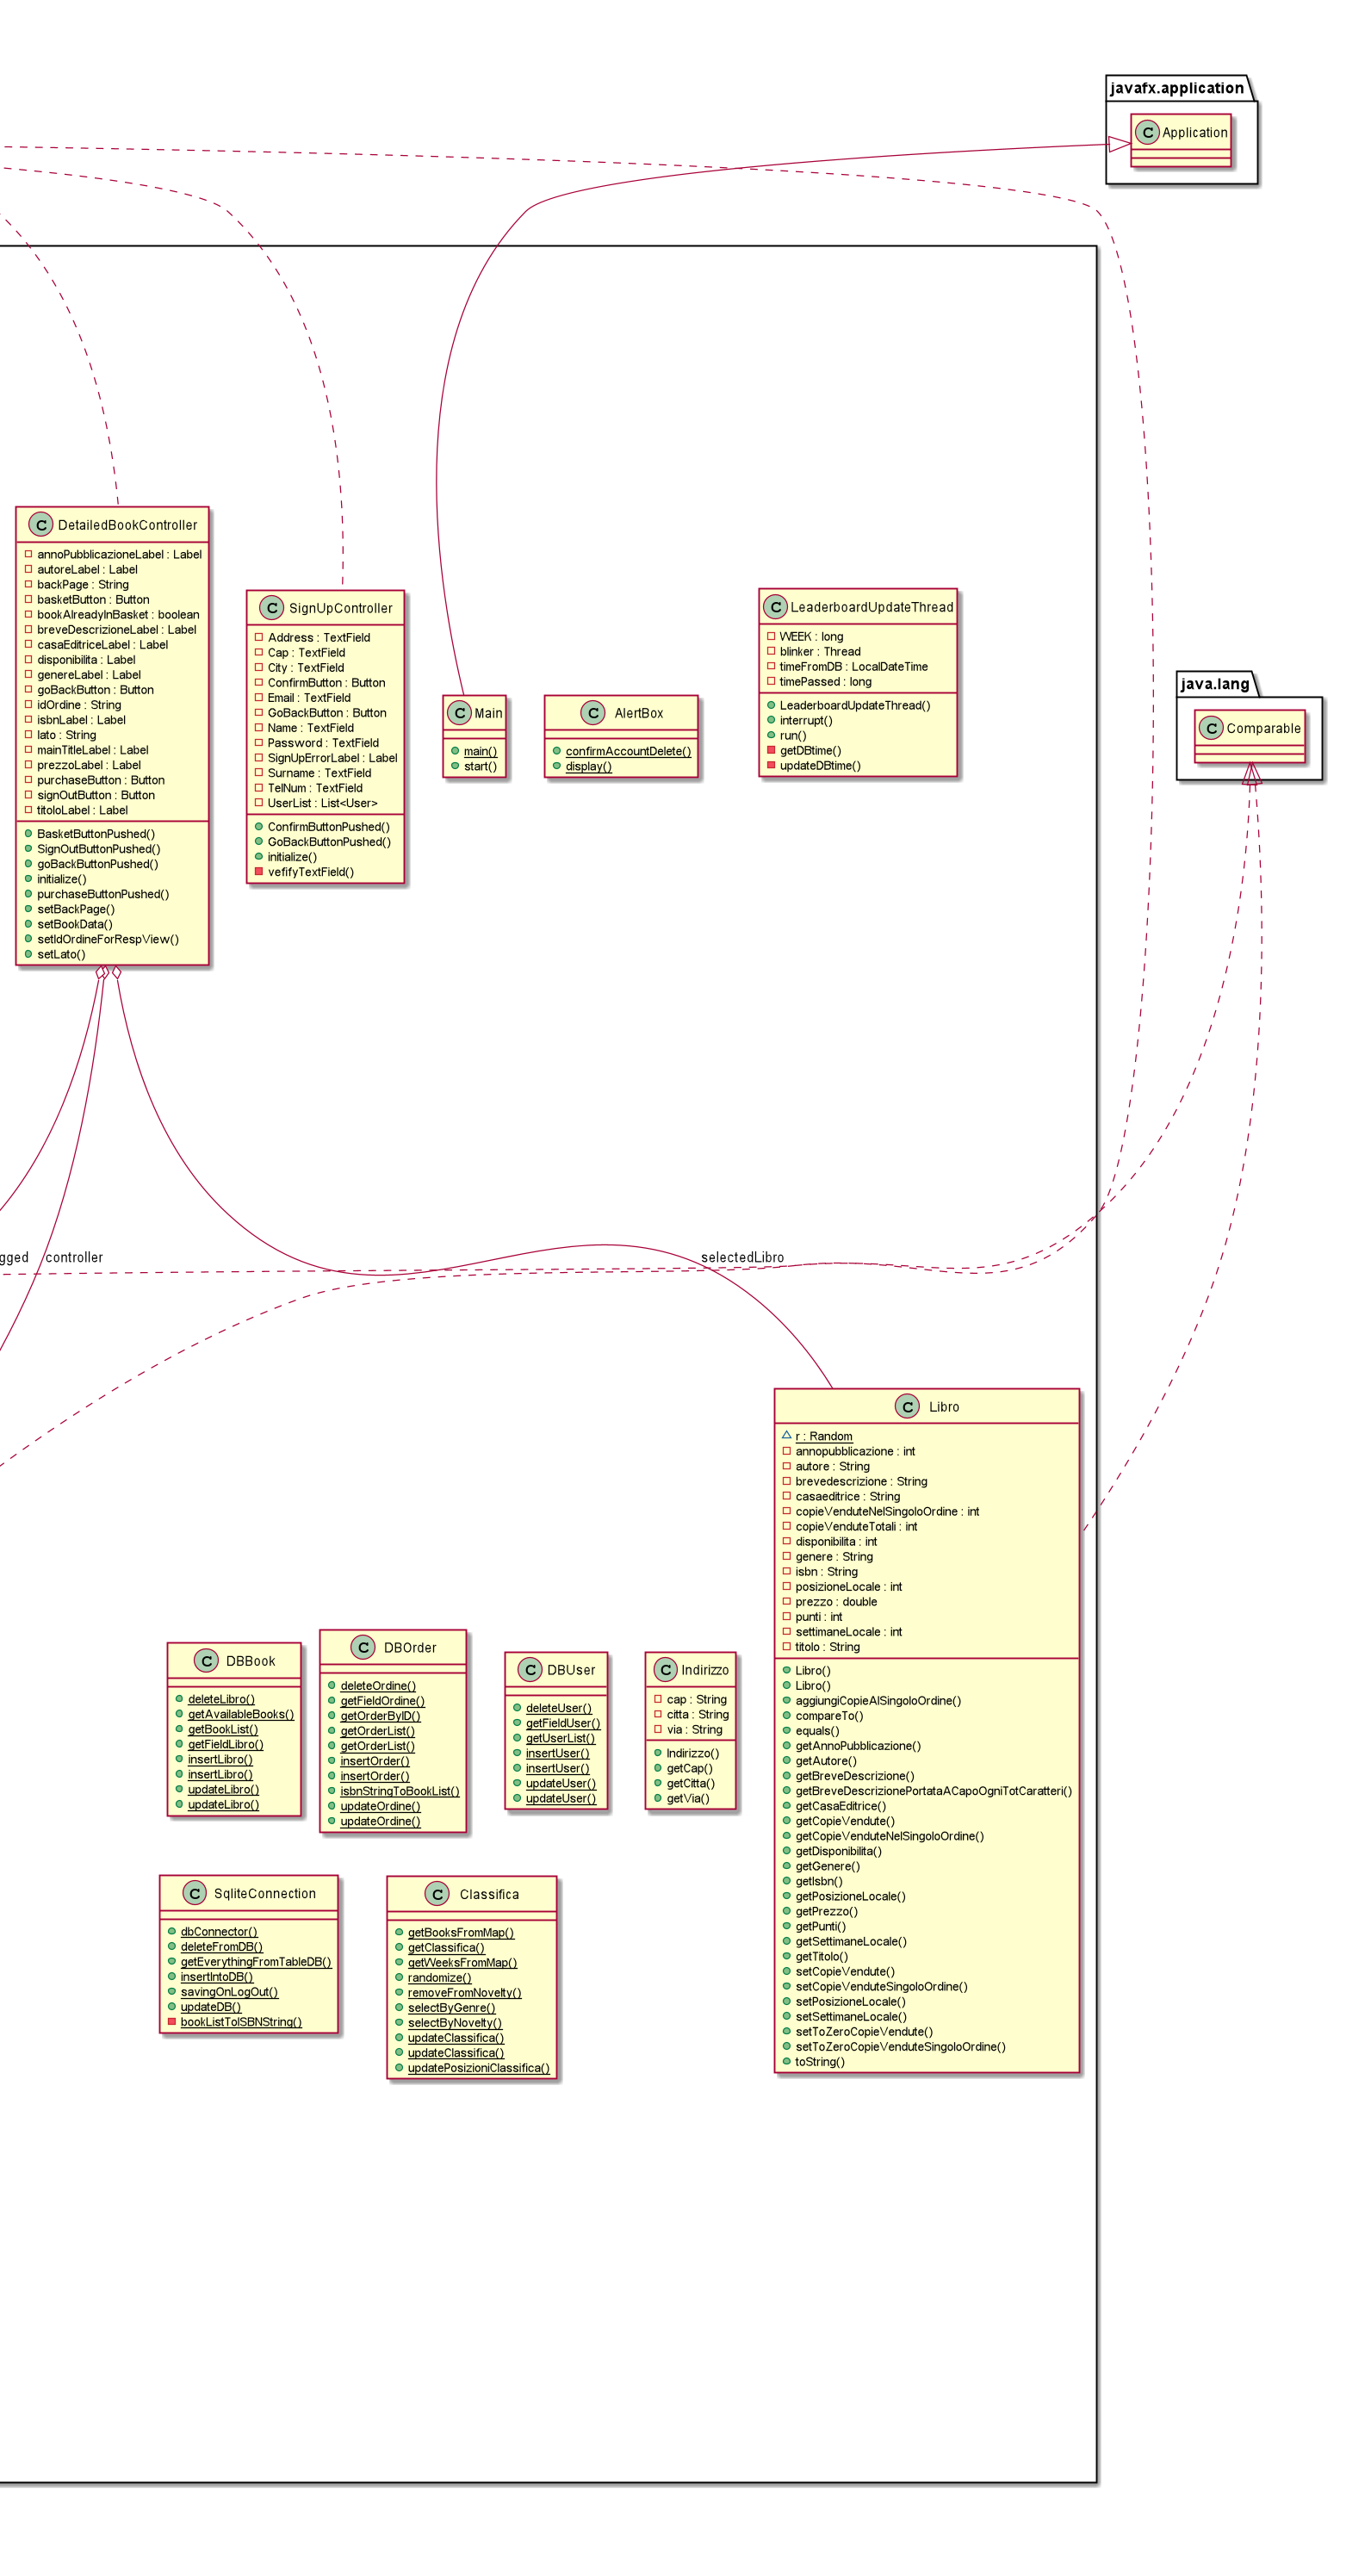 javafx.application
C Application
C DetailedBookController
annoPubblicazioneLabel : Label
autoreLabel : Label
backPage : String
basketButton : Button
bookAlreadyInBasket : boolean
breveDescrizioneLabel : Label
casaEditriceLabel : Label
disponibilita : Label
genereLabel : Label
goBackButton : Button
idOrdine : String
isbnLabel : Label
lato : String
mainTitleLabel : Label
prezzoLabel : Label
purchaseButton : Button
signOutButton : Button
titoloLabel : Label
BasketButtonPushed()
SignOutButtonPushed()
goBackButtonPushed()
initialize()
purchaseButtonPushed()
setBackPage()
setBookData()
setIdOrdineForRespView()
setLato()
C SignUpController
Address : TextField
Cap : TextField
City : TextField
ConfirmButton : Button
Email : TextField
GoBackButton : Button
Name : TextField
Password : TextField
SignUpErrorLabel : Label
Surname : TextField
TelNum : TextField
UserList : List<User>
ConfirmButtonPushed()
GoBackButtonPushed()
initialize()
vefifyTextField()
C Main
main()
start()
C AlertBox
confirmAccountDelete()
display()
C LeaderboardUpdateThread
WEEK : long
blinker : Thread
timeFromDB : LocalDateTime
timePassed : long
LeaderboardUpdateThread()
interrupt()
run()
getDBtime()
updateDBtime()
java.lang
C Comparable
gged
controller
selectedLibro
C Libro
r : Random
annopubblicazione : int
autore : String
brevedescrizione : String
casaeditrice : String
copieVenduteNelSingoloOrdine : int
copieVenduteTotali : int
disponibilita : int
genere : String
isbn : String
posizioneLocale : int
prezzo : double
punti : int
settimaneLocale : int
titolo : String
Libro()
Libro()
aggiungiCopieAlSingoloOrdine()
compareTo()
equals()
getAnnoPubblicazione()
getAutore()
getBreveDescrizione()
getBreveDescrizionePortataACapoOgniTotCaratteri()
getCasaEditrice()
getCopieVendute()
getCopieVenduteNelSingoloOrdine()
getDisponibilita()
getGenere()
getIsbn()
getPosizioneLocale()
getPrezzo()
getPunti()
getSettimaneLocale()
getTitolo()
setCopieVendute()
setCopieVenduteSingoloOrdine()
setPosizioneLocale()
setSettimaneLocale()
setToZeroCopieVendute()
setToZeroCopieVenduteSingoloOrdine()
toString()
C DBBook
deleteLibro()
getAvailableBooks()
getBookList()
getFieldLibro()
insertLibro()
insertLibro()
updateLibro()
updateLibro()
C DBOrder
deleteOrdine()
getFieldOrdine()
getOrderByID()
getOrderList()
getOrderList()
insertOrder()
insertOrder()
isbnStringToBookList()
updateOrdine()
updateOrdine()
C DBUser
deleteUser()
getFieldUser()
getUserList()
insertUser()
insertUser()
updateUser()
updateUser()
C Indirizzo
cap : String
citta : String
via : String
Indirizzo()
getCap()
getCitta()
getVia()
C SqliteConnection
dbConnector()
deleteFromDB()
getEverythingFromTableDB()
insertIntoDB()
savingOnLogOut()
updateDB()
bookListToISBNString()
C Classifica
getBooksFromMap()
getClassifica()
getWeeksFromMap()
randomize()
removeFromNovelty()
selectByGenre()
selectByNovelty()
updateClassifica()
updateClassifica()
updatePosizioniClassifica()